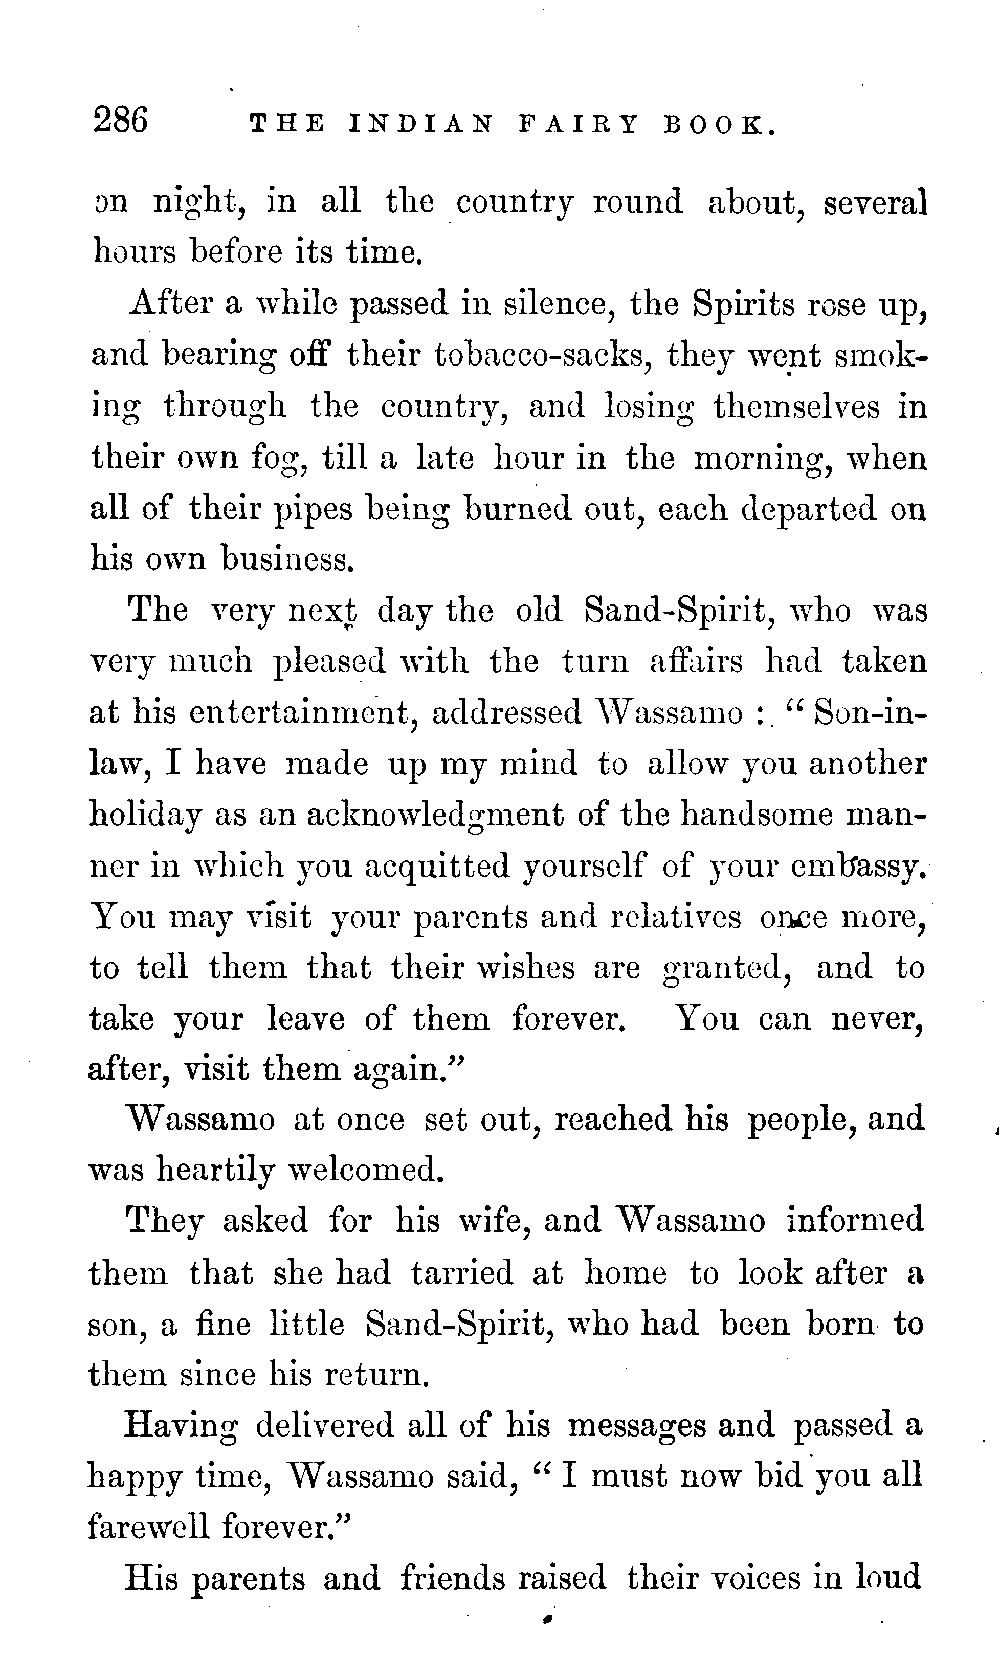 286 THE INDIAN FAIRY BOOK.
on night, in all the country round about, several
hours before its time.
After a while passed in silence, the Spirits rose up,
and bearing off their tobacco-sacks, they went smok-
ing through the country, and losing themselves in
their own fog, till a late hour in the morning, when
all of their pipes being burned out, each departed on
his own business.
The very next day the old Sand-Spirit, who was
very much pleased with the turn affairs had taken
at his entertainment, addressed Wassamo : “ Son-in-
law, I have made up my mind to allow you another
holiday as an acknowledgment of the handsome man-
ner in which you acquitted yourself of your embassy.
You may visit your parents and relatives once more,
to tell them that their wishes are granted, and to
take your leave of them forever. You can never,
after, visit them again.”
Wassamo at once set out, reached his people, and
was heartily welcomed.
They asked for his wife, and Wassamo informed
them that she had tarried at home to look after a
son, a fine little Sand-Spirit, who had been born to
them since his return.
Having delivered all of his messages and passed a
happy time, Wassamo said, “ I must now bid you all
farewell forever.”
His parents and friends raised their voices in loud